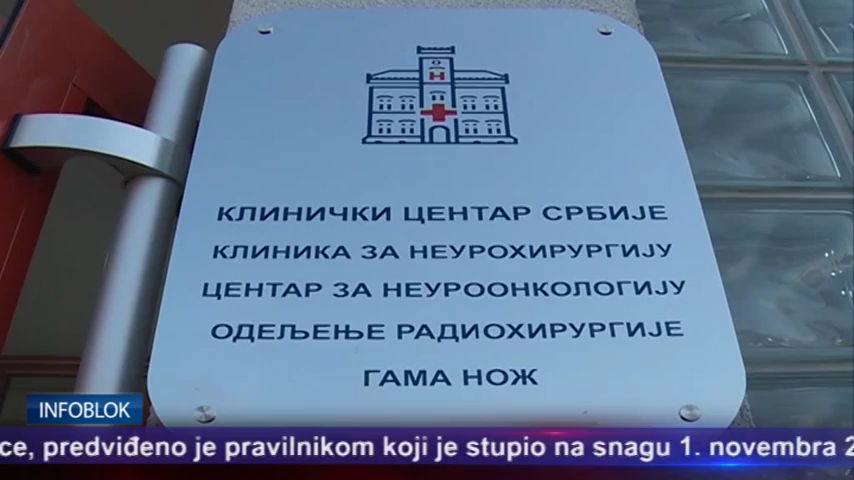 Н
КЛИНИЧКИ ЦЕНТАР СРБИЈЕ
КЛИНИКА ЗА НЕУРОХИРУРГИЈУ
ЦЕНТАР ЗА НЕУРООНКОЛОГИЈУ
ОДЕЉЕЊЕ РАДИОХИРУРГИЈЕ
ГАМА НОЖ
INFOBLOK
ce, predviđeno je pravilnikom koji je stupio na snagu 1. novembra 2